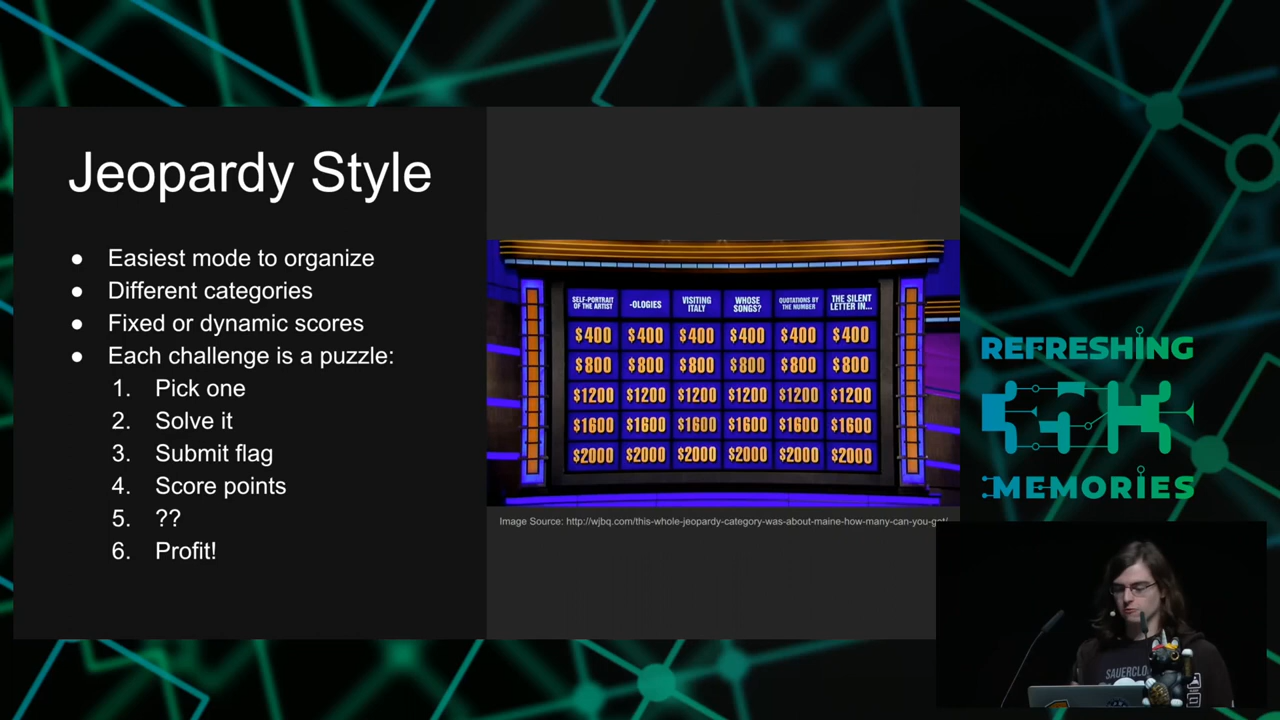 Jeopardy Style
● Easiest mode to organize
● Different categories
● Fixed or dynamic scores
● Each challenge is a puzzle:
1. Pick one
2. Solve it
3. Submit flag
4. Score points
5. ??
6. Profit!
SELF-PORTRAIT OF THE ARTIST
-OLOGIES
VISITING ITALY
WHOSE SONGS?
QUOTATIONS BY THE NUMBER
THE SILENT LETTER IN...
$400 $400 $400 $400 $400 $400
$800 $800 $800 $800 $800 $800
$1200 $1200 $1200 $1200 $1200 $1200
$1600 $1600 $1600 $1600 $1600 $1600
$2000 $2000 $2000 $2000 $2000 $2000
Image Source: http://wjbq.com/this-whole-jeopardy-category-was-about-maine-how-many-can-you-get/
REFRESHING
MEMORIES